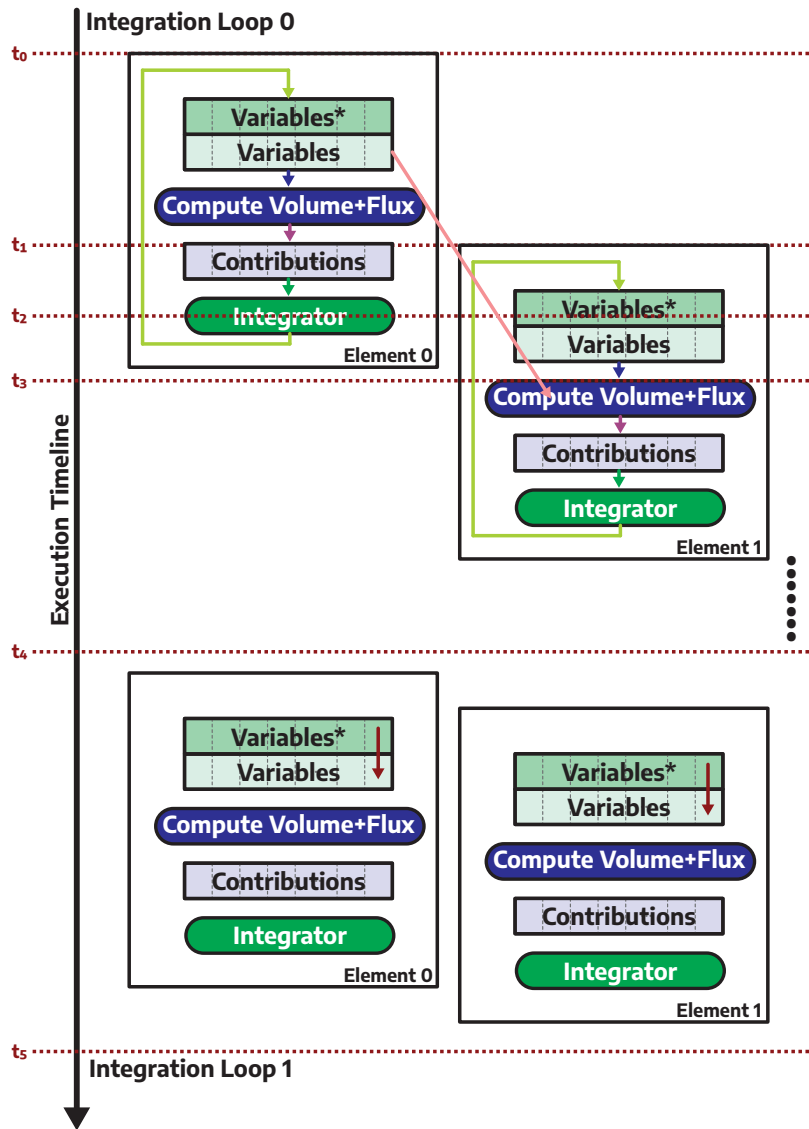 Integration Loop 0
t₀
Variables*
Variables
Compute Volume+Flux
t₁
Contributions
t₂
Integrator
Element 0
Variables*
Variables
t₃
Compute Volume+Flux
Contributions
Integrator
Element 1
Execution Timeline
t₄
Variables*
Variables
Compute Volume+Flux
Contributions
Integrator
Element 0
Variables*
Variables
Compute Volume+Flux
Contributions
Integrator
Element 1
t₅
Integration Loop 1